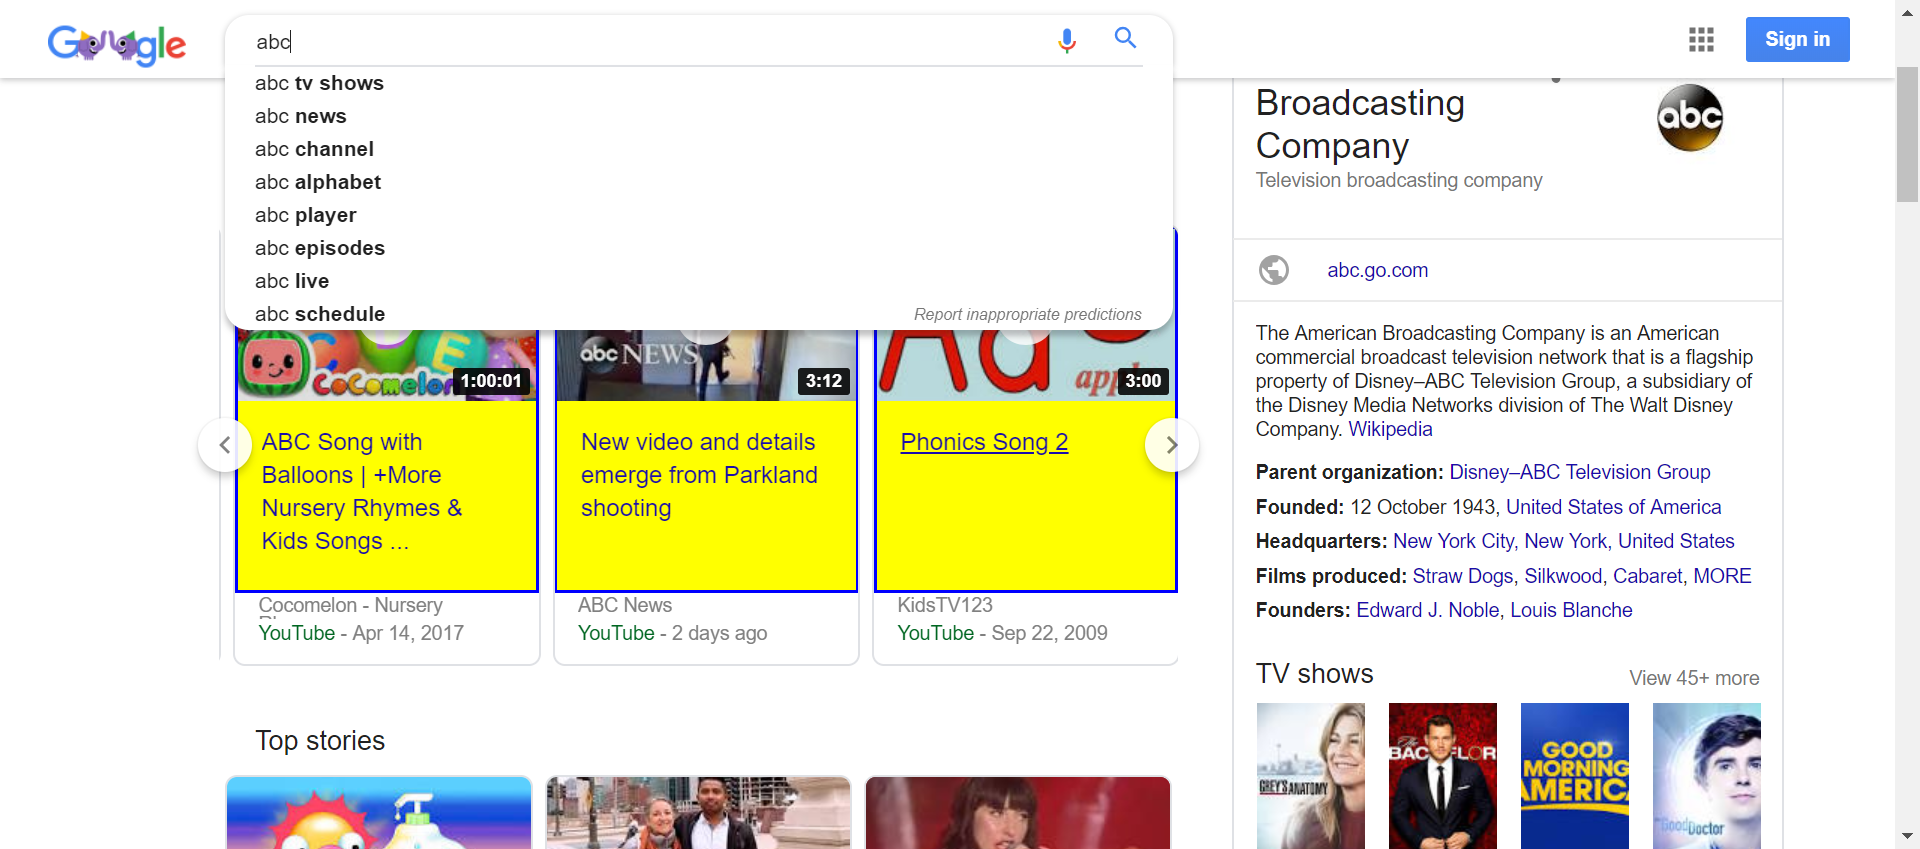 Google
abc
Sign in
abc tv shows
abc news
abc channel
abc alphabet
abc player
abc episodes
abc live
abc schedule
Report inappropriate predictions
CoComelon
1:00:01
abc NEWS
3:12
Aa
3:00
ABC Song with
Balloons | +More
Nursery Rhymes &
Kids Songs ...
Cocomelon - Nursery
YouTube - Apr 14, 2017
New video and details
emerge from Parkland
shooting
ABC News
YouTube - 2 days ago
Phonics Song 2
KidsTV123
YouTube - Sep 22, 2009
Top stories
Broadcasting
Company
Television broadcasting company
abc
abc.go.com
The American Broadcasting Company is an American
commercial broadcast television network that is a flagship
property of Disney–ABC Television Group, a subsidiary of
the Disney Media Networks division of The Walt Disney
Company. Wikipedia
Parent organization: Disney–ABC Television Group
Founded: 12 October 1943, United States of America
Headquarters: New York City, New York, United States
Films produced: Straw Dogs, Silkwood, Cabaret, MORE
Founders: Edward J. Noble, Louis Blanche
TV shows
View 45+ more
GREY'S ANATOMY
The
BACHELOR
GOOD
MORNING
AMERICA
The Good Doctor